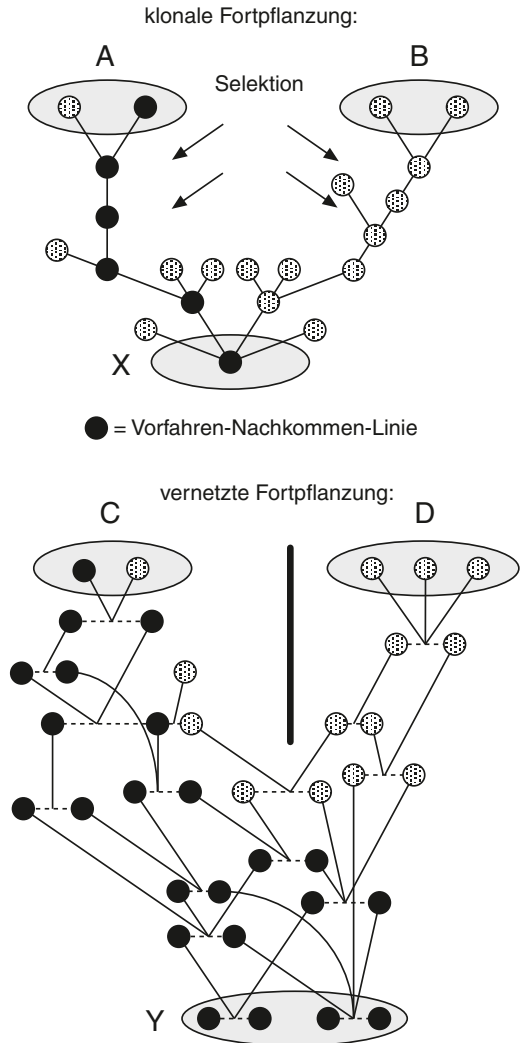 klonale Fortpflanzung:
A B
Selektion
X
= Vorfahren-Nachkommen-Linie
vernetzte Fortpflanzung:
C D
Y